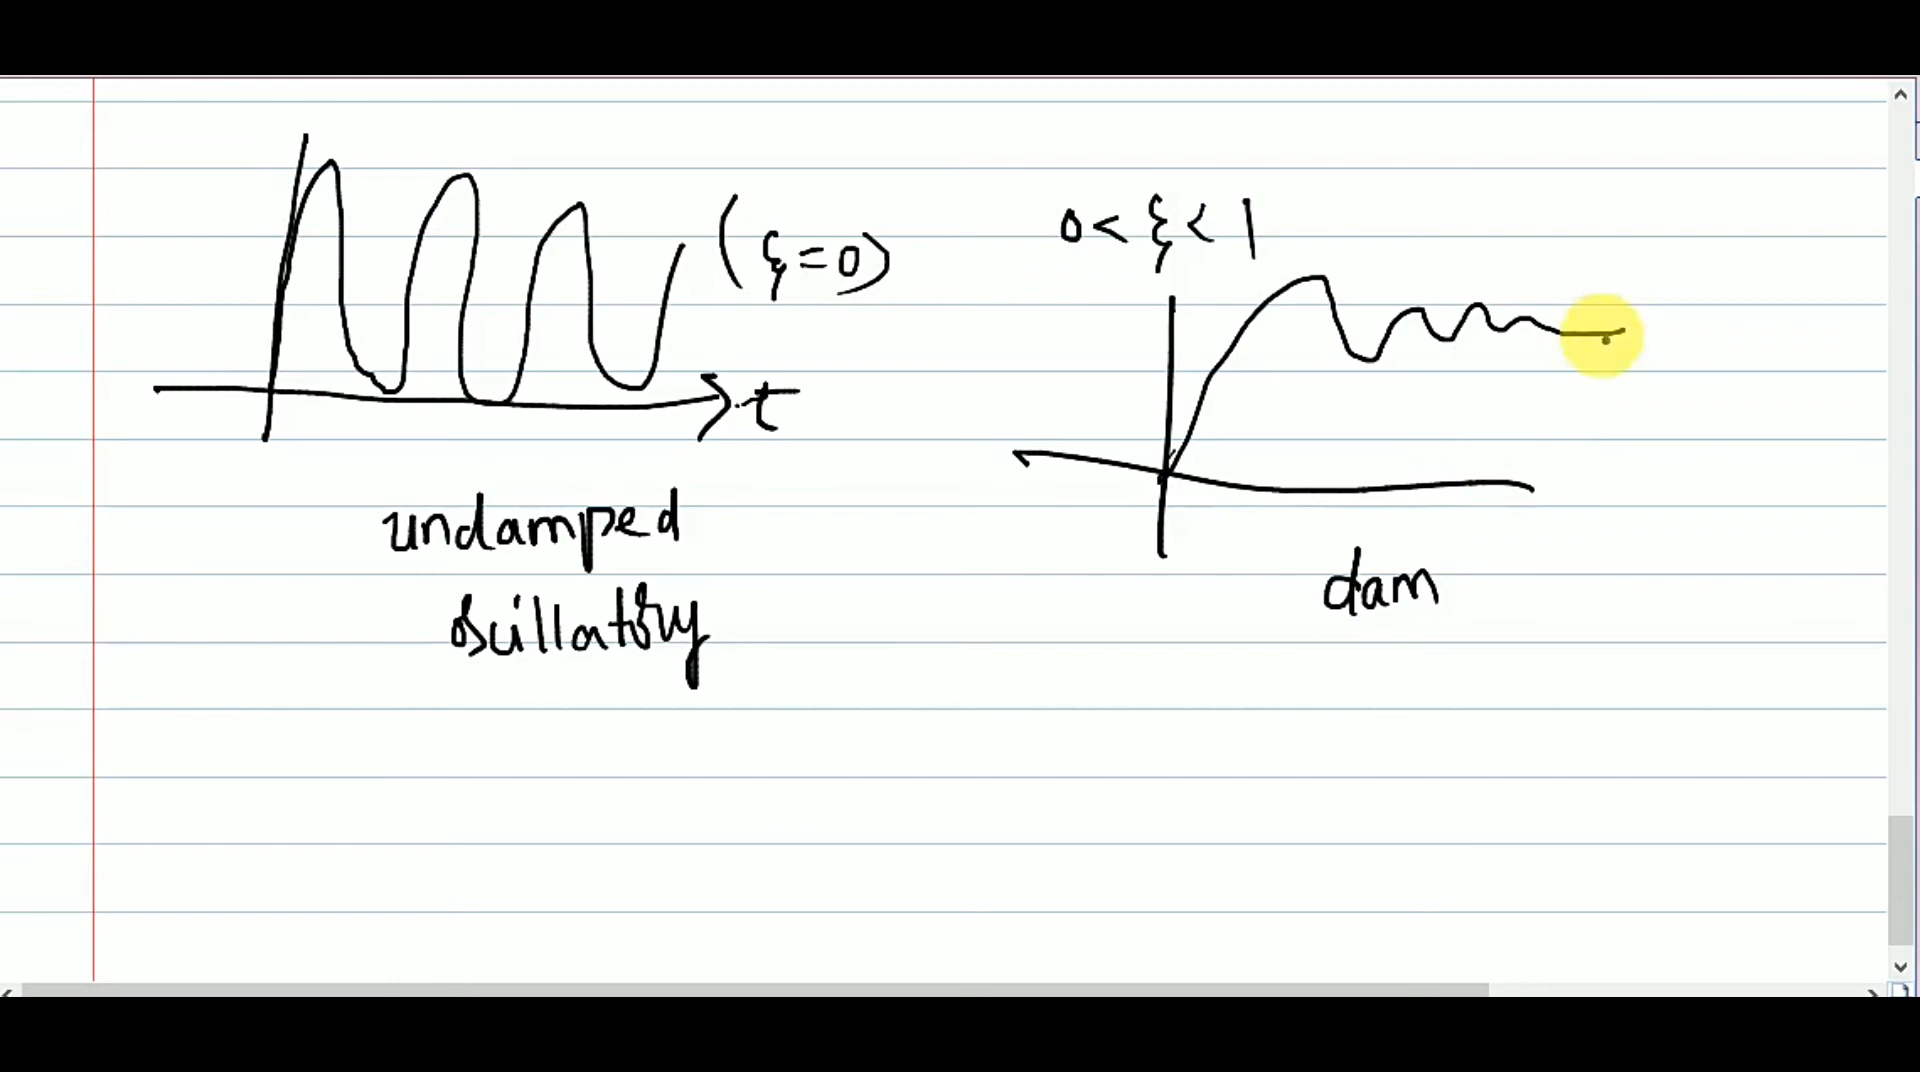 (ξ=0)
t
undamped
oscillatory
0<ξ<1
dam